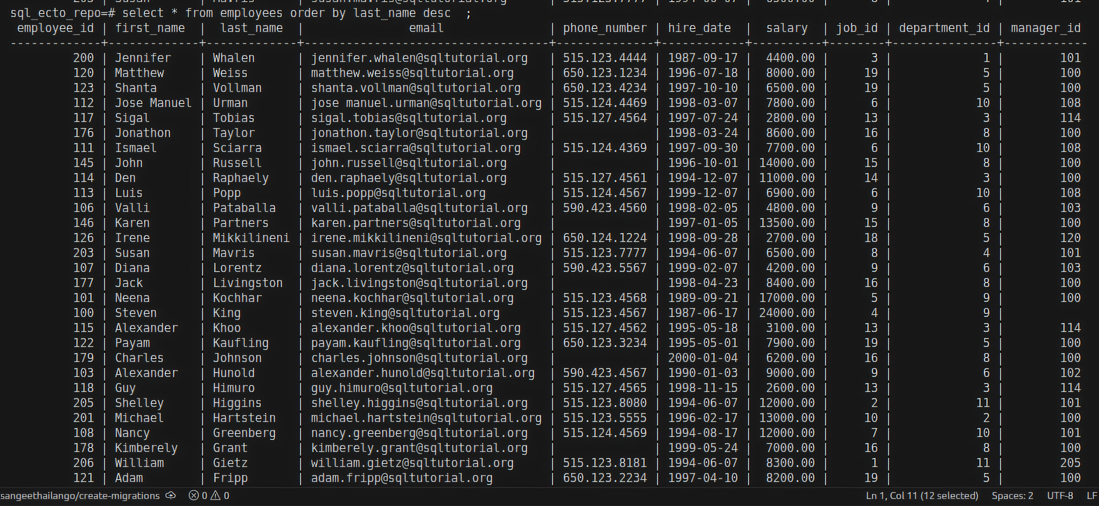 sql_ecto_repo=# select * from employees order by last_name desc  ;
 employee_id | first_name  |  last_name  |               email               | phone_number | hire_date  |  salary  | job_id | department_id | manager_id
-------------+-------------+-------------+-----------------------------------+--------------+------------+----------+--------+---------------+------------
         200 | Jennifer    | Whalen      | jennifer.whalen@sqltutorial.org   | 515.123.4444 | 1987-09-17 |  4400.00 |      3 |             1 |        101
         120 | Matthew     | Weiss       | matthew.weiss@sqltutorial.org     | 650.123.1234 | 1996-07-18 |  8000.00 |     19 |             5 |        100
         123 | Shanta      | Vollman     | shanta.vollman@sqltutorial.org    | 650.123.4234 | 1997-10-10 |  6500.00 |     19 |             5 |        100
         112 | Jose Manuel | Urman       | jose manuel.urman@sqltutorial.org | 515.124.4469 | 1998-03-07 |  7800.00 |      6 |            10 |        108
         117 | Sigal       | Tobias      | sigal.tobias@sqltutorial.org      | 515.127.4564 | 1997-07-24 |  2800.00 |     13 |             3 |        114
         176 | Jonathon    | Taylor      | jonathon.taylor@sqltutorial.org   |              | 1998-03-24 |  8600.00 |     16 |             8 |        100
         111 | Ismael      | Sciarra     | ismael.sciarra@sqltutorial.org    | 515.124.4369 | 1997-09-30 |  7700.00 |      6 |            10 |        108
         145 | John        | Russell     | john.russell@sqltutorial.org      |              | 1996-10-01 | 14000.00 |     15 |             8 |        100
         114 | Den         | Raphaely    | den.raphaely@sqltutorial.org      | 515.127.4561 | 1994-12-07 | 11000.00 |     14 |             3 |        100
         113 | Luis        | Popp        | luis.popp@sqltutorial.org         | 515.124.4567 | 1999-12-07 |  6900.00 |      6 |            10 |        108
         106 | Valli       | Pataballa   | valli.pataballa@sqltutorial.org   | 590.423.4560 | 1998-02-05 |  4800.00 |      9 |             6 |        103
         146 | Karen       | Partners    | karen.partners@sqltutorial.org    |              | 1997-01-05 | 13500.00 |     15 |             8 |        100
         126 | Irene       | Mikkilineni | irene.mikkilineni@sqltutorial.org | 650.124.1224 | 1998-09-28 |  2700.00 |     18 |             5 |        120
         203 | Susan       | Mavris      | susan.mavris@sqltutorial.org      | 515.123.7777 | 1994-06-07 |  6500.00 |      8 |             4 |        101
         107 | Diana       | Lorentz     | diana.lorentz@sqltutorial.org     | 590.423.5567 | 1999-02-07 |  4200.00 |      9 |             6 |        103
         177 | Jack        | Livingston  | jack.livingston@sqltutorial.org   |              | 1998-04-23 |  8400.00 |     16 |             8 |        100
         101 | Neena       | Kochhar     | neena.kochhar@sqltutorial.org     | 515.123.4568 | 1989-09-21 | 17000.00 |      5 |             9 |        100
         100 | Steven      | King        | steven.king@sqltutorial.org       | 515.123.4567 | 1987-06-17 | 24000.00 |      4 |             9 |
         115 | Alexander   | Khoo        | alexander.khoo@sqltutorial.org    | 515.127.4562 | 1995-05-18 |  3100.00 |     13 |             3 |        114
         122 | Payam       | Kaufling    | payam.kaufling@sqltutorial.org    | 650.123.3234 | 1995-05-01 |  7900.00 |     19 |             5 |        100
         179 | Charles     | Johnson     | charles.johnson@sqltutorial.org   |              | 2000-01-04 |  6200.00 |     16 |             8 |        100
         103 | Alexander   | Hunold      | alexander.hunold@sqltutorial.org  | 590.423.4567 | 1990-01-03 |  9000.00 |      9 |             6 |        102
         118 | Guy         | Himuro      | guy.himuro@sqltutorial.org        | 515.127.4565 | 1998-11-15 |  2600.00 |     13 |             3 |        114
         205 | Shelley     | Higgins     | shelley.higgins@sqltutorial.org   | 515.123.8080 | 1994-06-07 | 12000.00 |      2 |            11 |        101
         201 | Michael     | Hartstein   | michael.hartstein@sqltutorial.org | 515.123.5555 | 1996-02-17 | 13000.00 |     10 |             2 |        100
         108 | Nancy       | Greenberg   | nancy.greenberg@sqltutorial.org   | 515.124.4569 | 1994-08-17 | 12000.00 |      7 |            10 |        101
         178 | Kimberely   | Grant       | kimberely.grant@sqltutorial.org   |              | 1999-05-24 |  7000.00 |     16 |             8 |        100
         206 | William     | Gietz       | william.gietz@sqltutorial.org     | 515.123.8181 | 1994-06-07 |  8300.00 |      1 |            11 |        205
         121 | Adam        | Fripp       | adam.fripp@sqltutorial.org        | 650.123.2234 | 1997-04-10 |  8200.00 |     19 |             5 |        100
sangeethailango/create-migrations 0 0 Ln 1, Col 11 (12 selected) Spaces: 2 UTF-8 LF